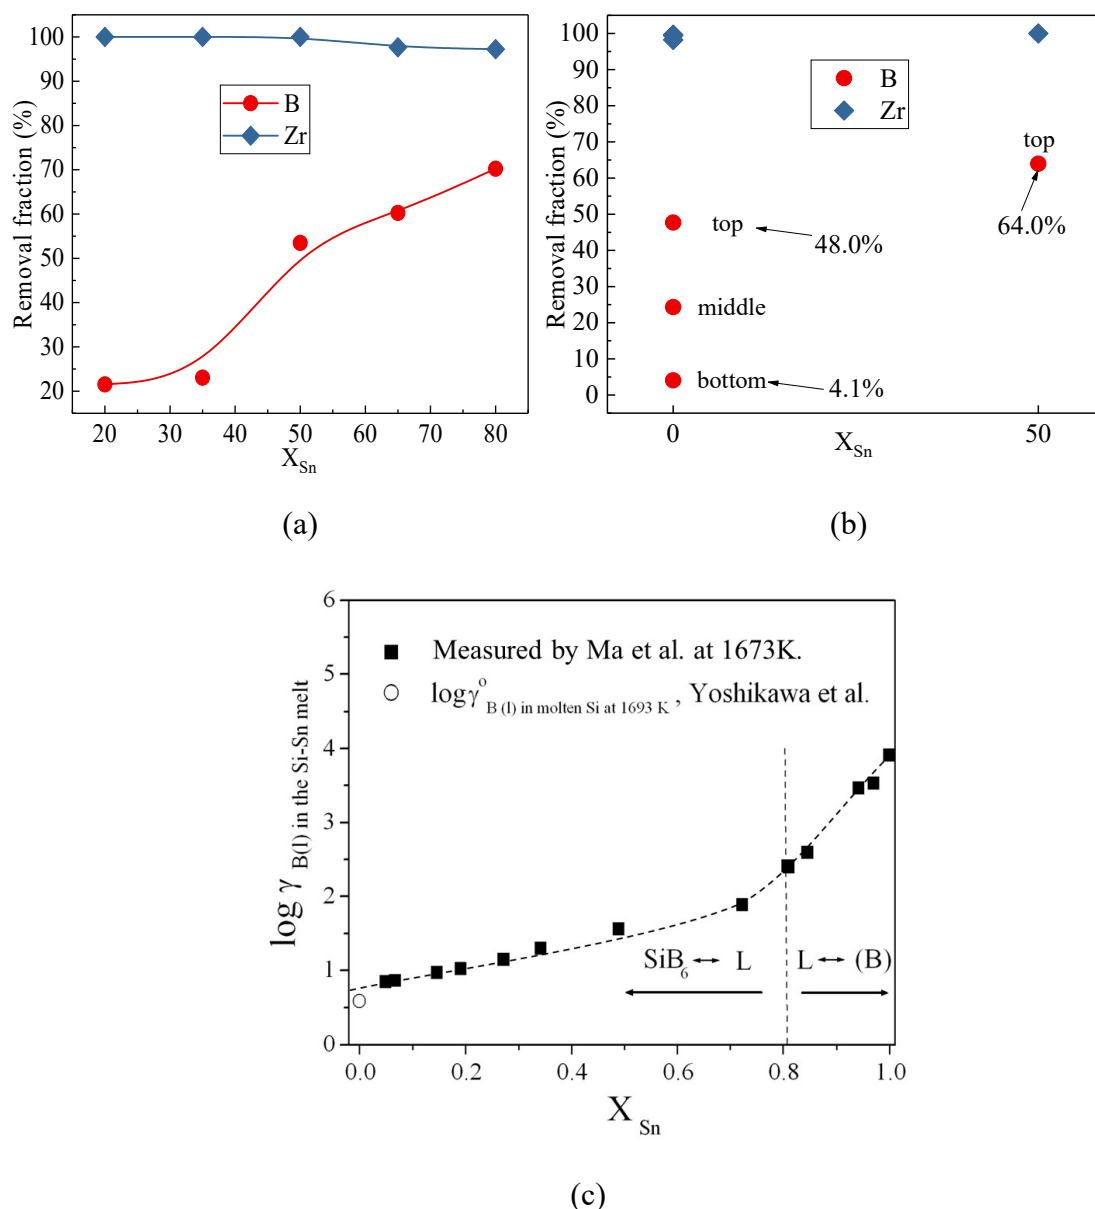 Removal fraction (%)
100
90
80
70
60
50
40
30
20
B
Zr
20 30 40 50 60 70 80
X_Sn
(a)
Removal fraction (%)
100
90
80
70
60
50
40
30
20
10
0
B
Zr
top
64.0%
top
48.0%
middle
bottom
4.1%
0 50
X_Sn
(b)
log γ B(l) in the Si-Sn melt
6
5
4
3
2
1
0
Measured by Ma et al. at 1673K.
logγ°B (l) in molten Si at 1693 K, Yoshikawa et al.
SiB₆ ↔ L L ↔ (B)
0.0 0.2 0.4 0.6 0.8 1.0
X Sn
(c)